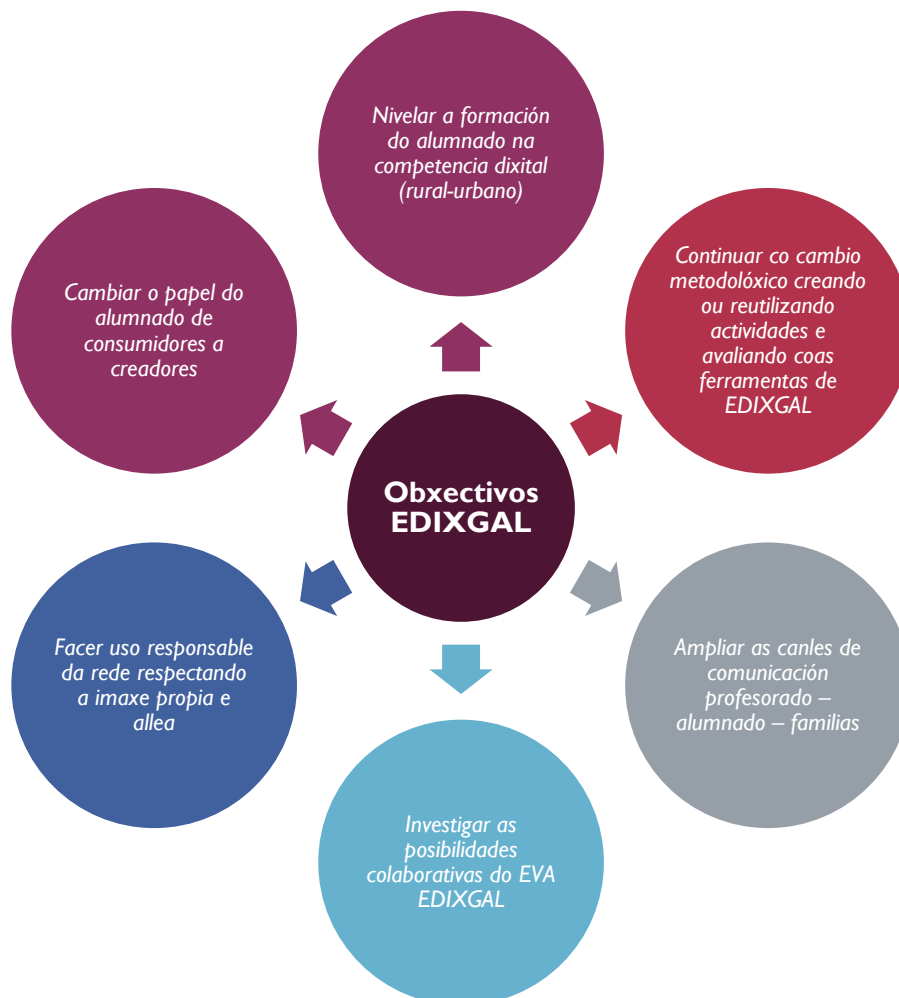 Nivelar a formación
do alumnado na
competencia dixital
(rural-urbano)
Continuar co cambio
metodolóxico creando
ou reutilizando
actividades e
avaliando coas
ferramentas de
EDIXGAL
Cambiar o papel do
alumnado de
consumidores a
creadores
Obxectivos
EDIXGAL
Facer uso responsable
da rede respectando
a imaxe propia e
allea
Ampliar as canles de
comunicación
profesorado –
alumnado – familias
Investigar as
posibilidades
colaborativas do EVA
EDIXGAL